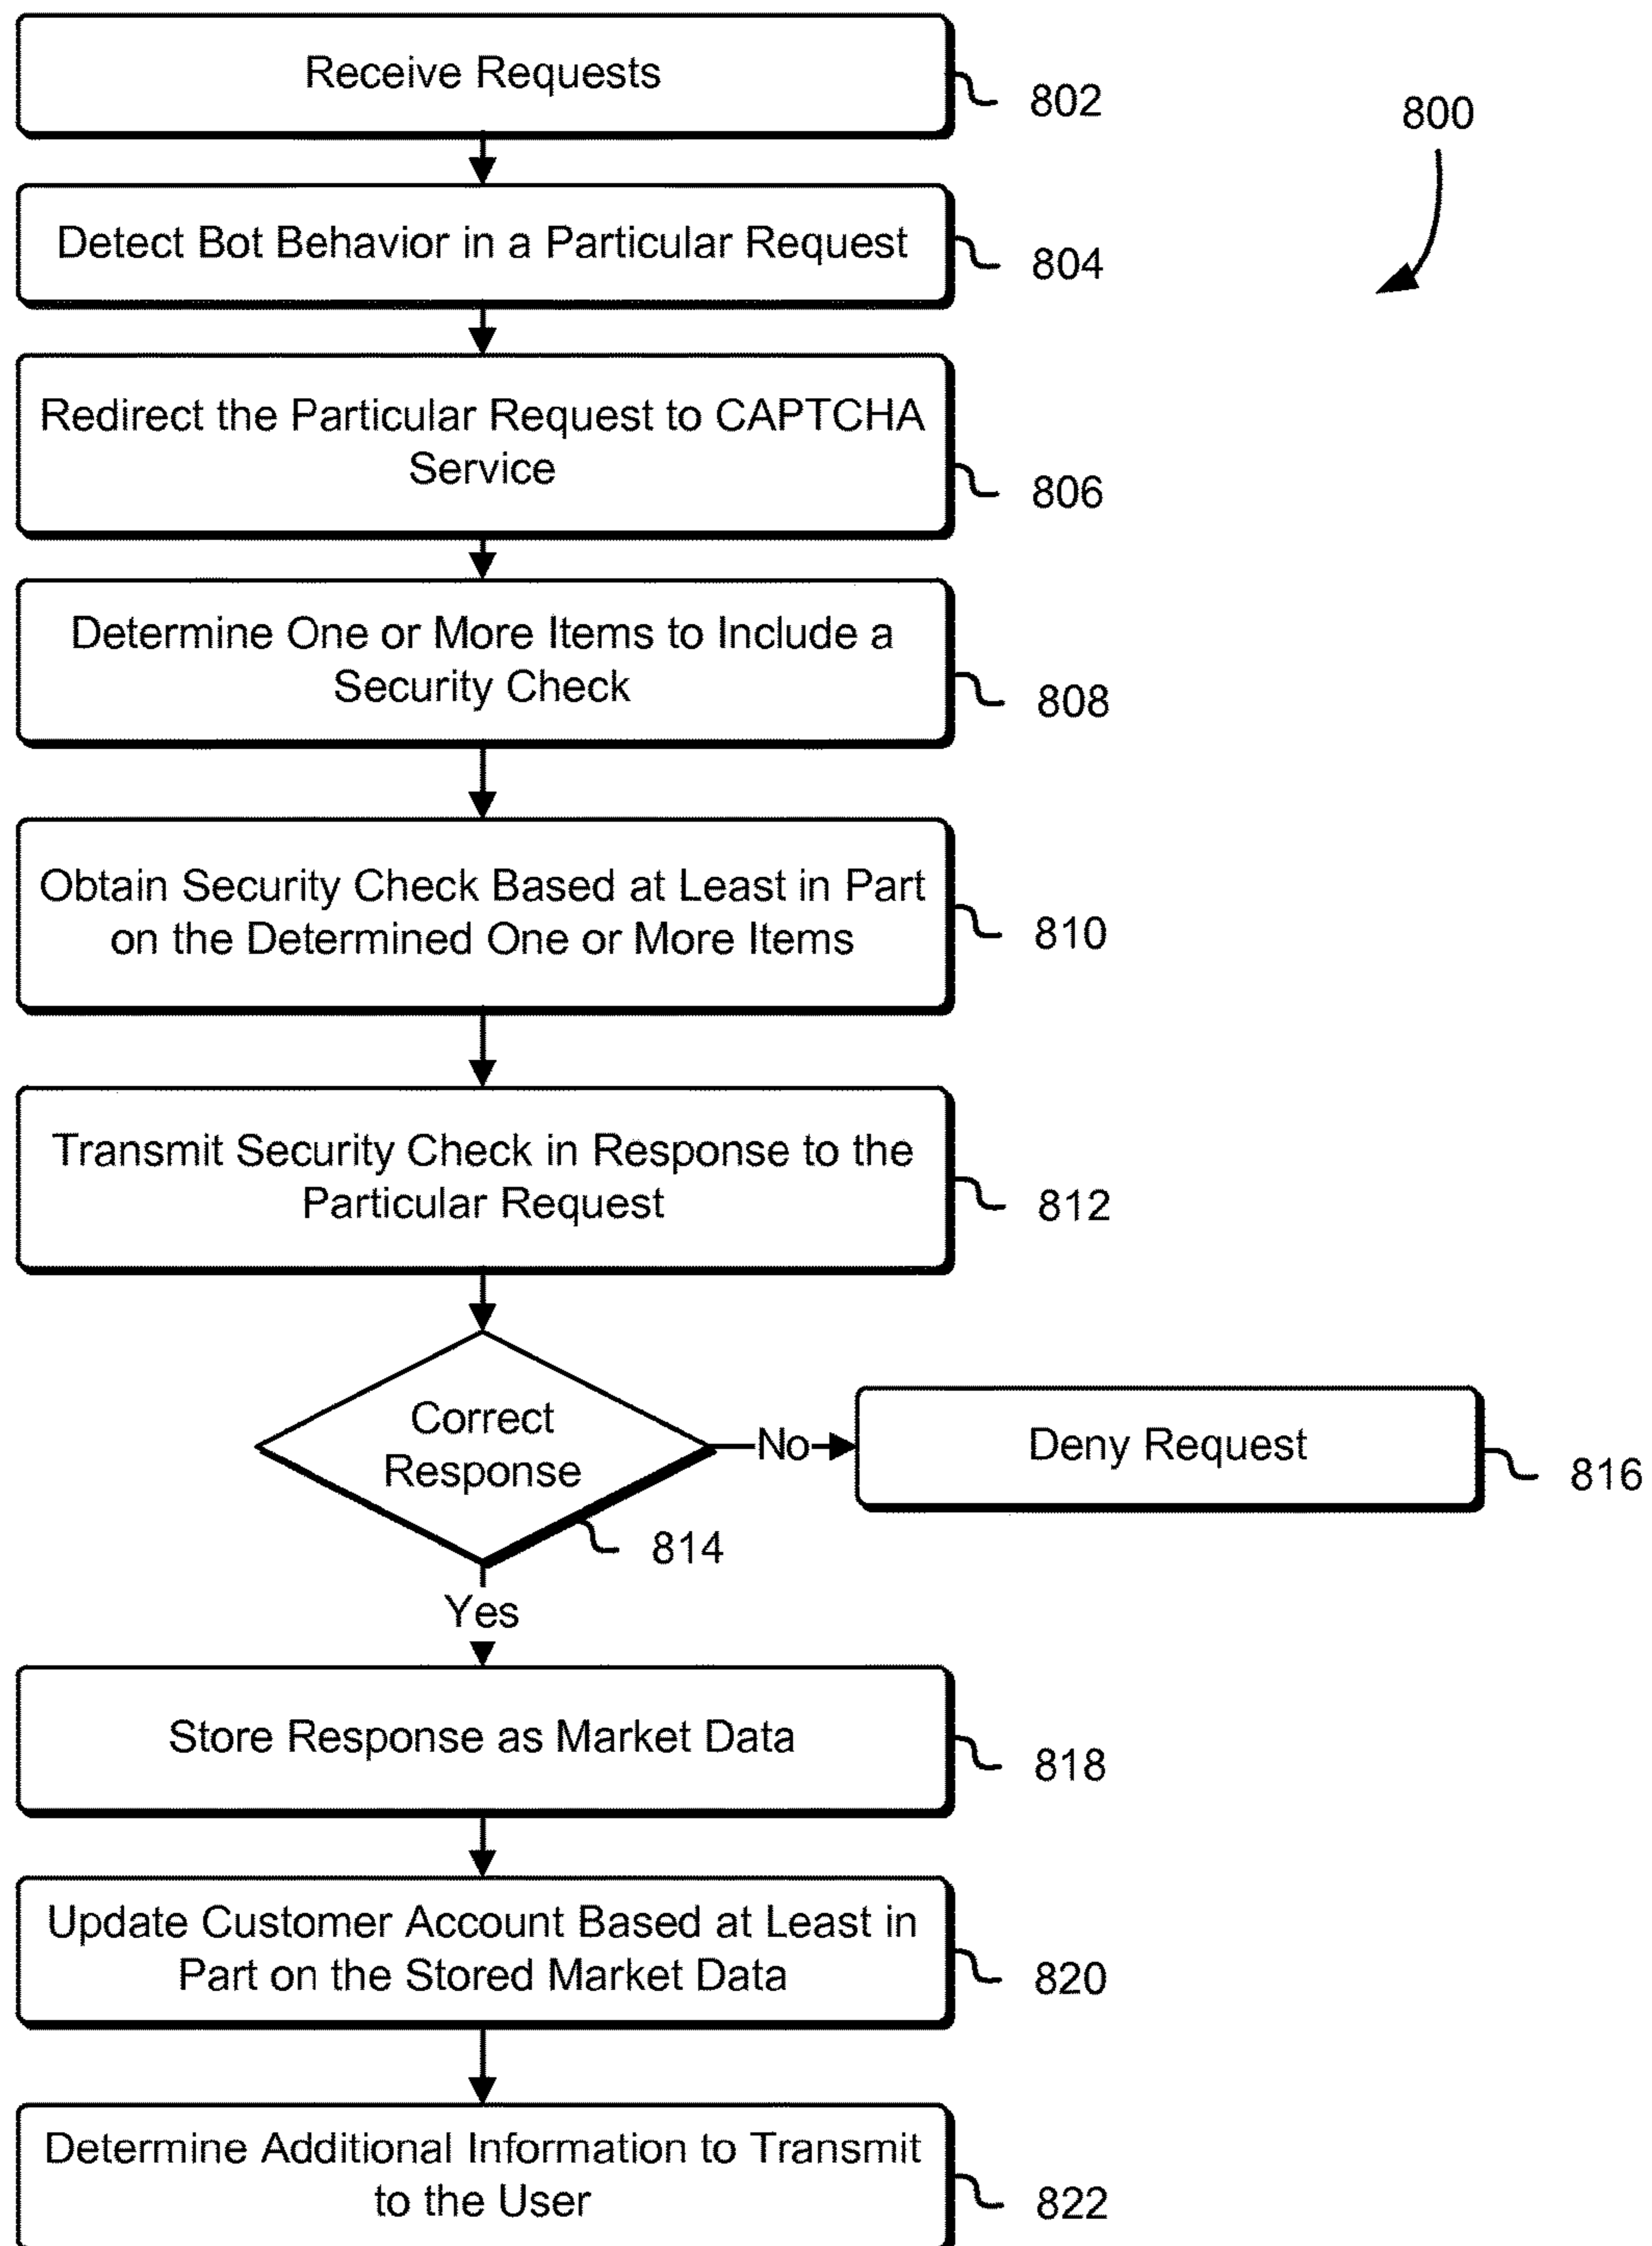 Receive Requests
802
800
Detect Bot Behavior in a Particular Request
804
Redirect the Particular Request to CAPTCHA
Service
806
Determine One or More Items to Include a
Security Check
808
Obtain Security Check Based at Least in Part
on the Determined One or More Items
810
Transmit Security Check in Response to the
Particular Request
812
Correct
Response
814
No
Deny Request
816
Yes
Store Response as Market Data
818
Update Customer Account Based at Least in
Part on the Stored Market Data
820
Determine Additional Information to Transmit
to the User
822